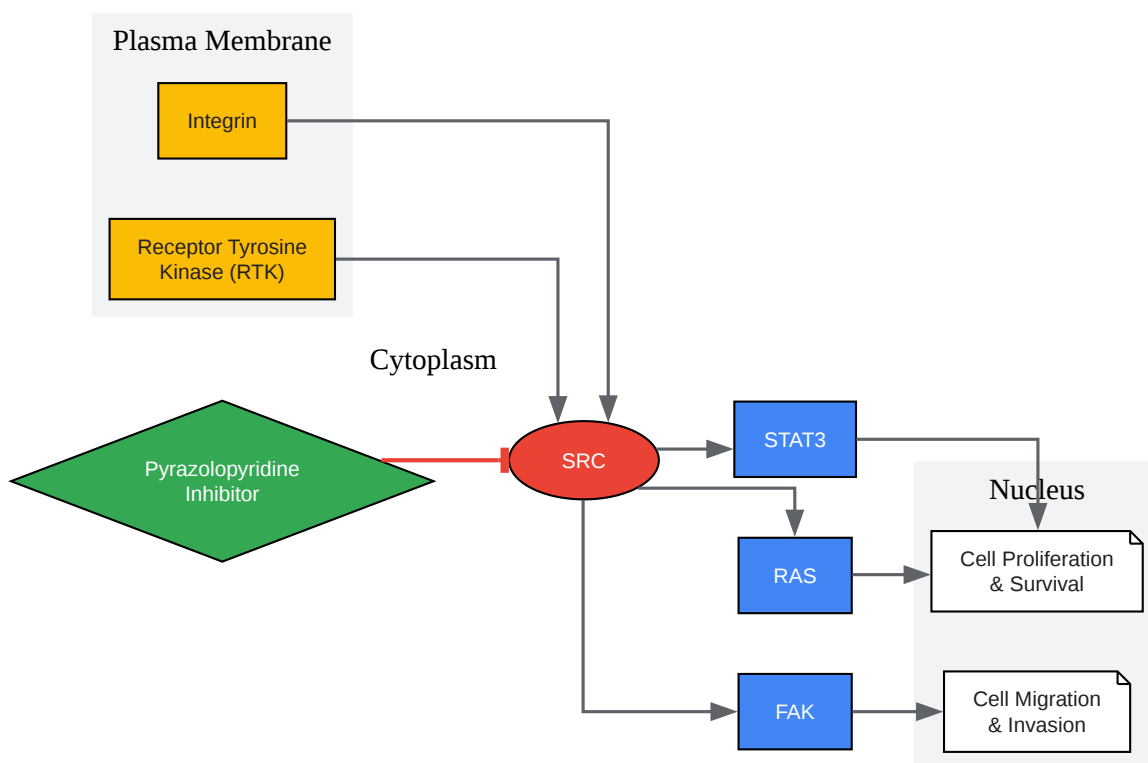 Plasma Membrane
Integrin
Receptor Tyrosine
Kinase (RTK)
Cytoplasm
Pyrazolopyridine
Inhibitor
SRC
STAT3
Nucleus
Cell Proliferation
& Survival
RAS
FAK
Cell Migration
& Invasion